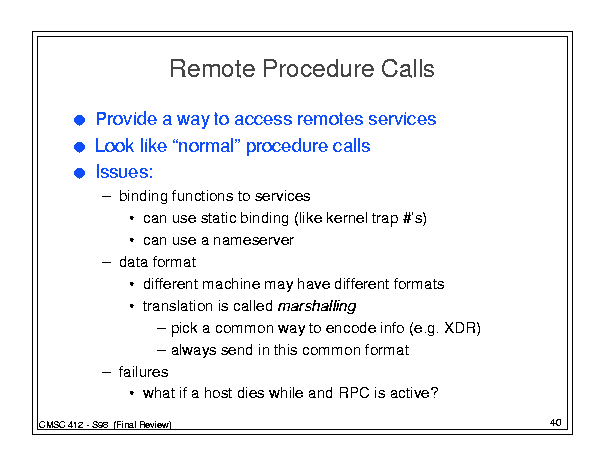 Remote Procedure Calls
● Provide a way to access remotes services
● Look like “normal” procedure calls
● Issues:
– binding functions to services
• can use static binding (like kernel trap #'s)
• can use a nameserver
– data format
• different machine may have different formats
• translation is called marshalling
– pick a common way to encode info (e.g. XDR)
– always send in this common format
– failures
• what if a host dies while and RPC is active?
CMSC 412 - S98 (Final Review)
40